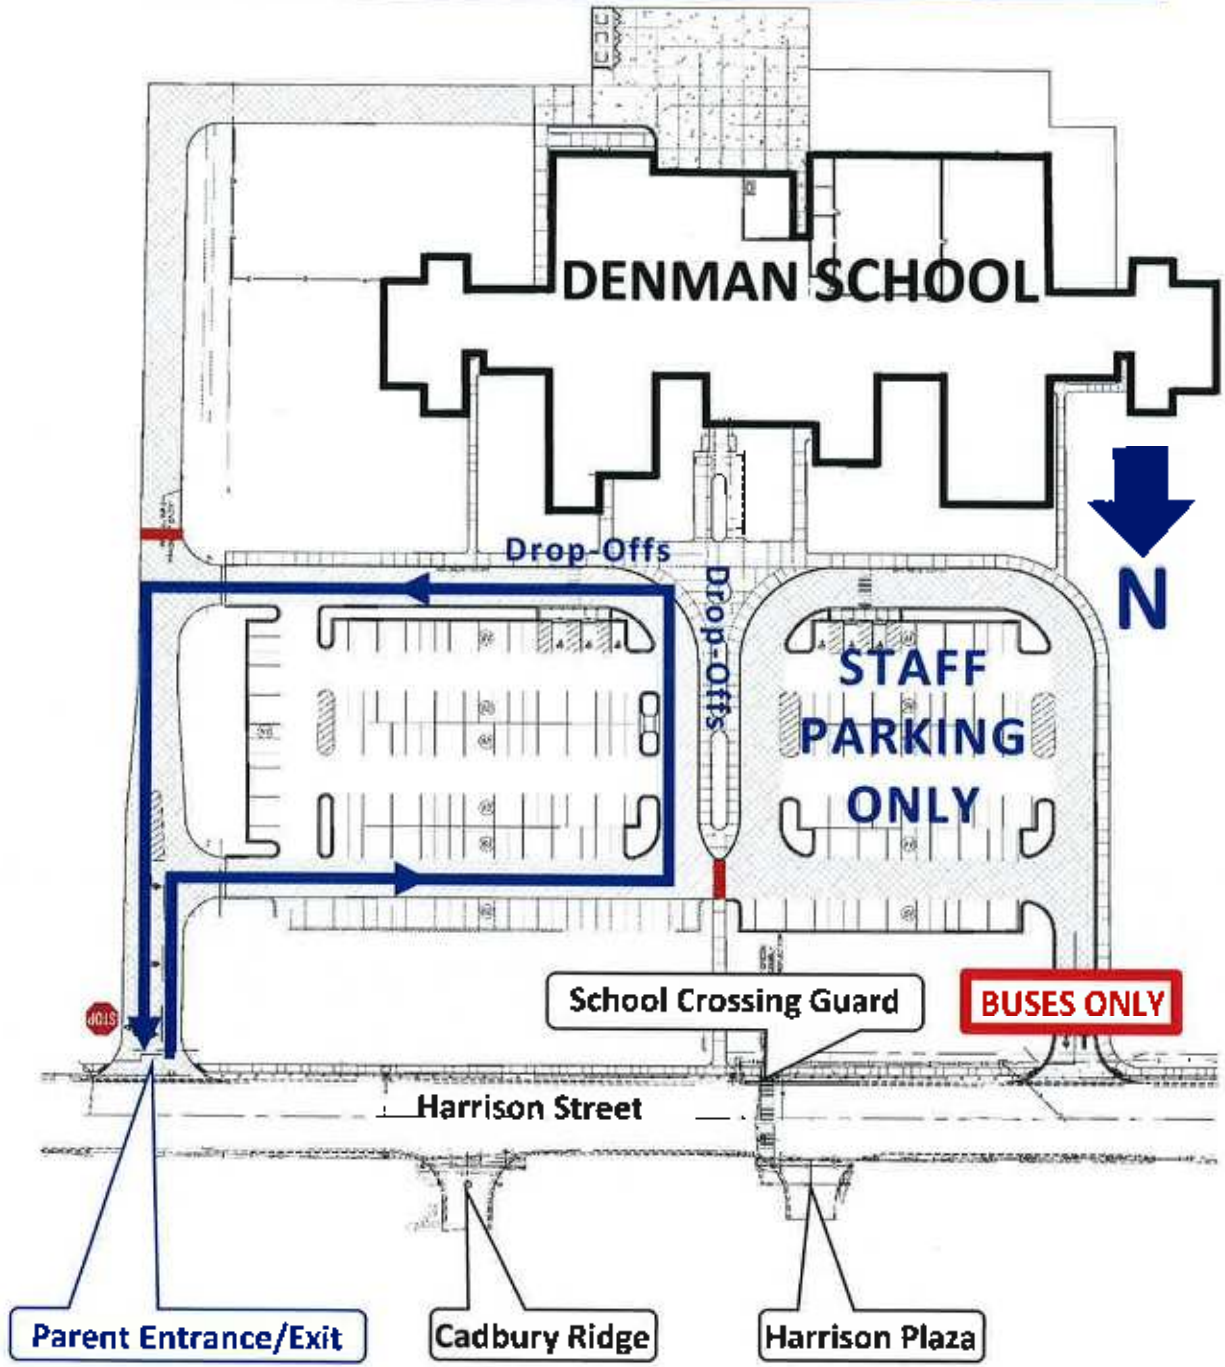 DENMAN SCHOOL
N
Drop-Offs
Drop-Offs
STAFF
PARKING
ONLY
School Crossing Guard
BUSES ONLY
STOP
Harrison Street
Parent Entrance/Exit
Cadbury Ridge
Harrison Plaza